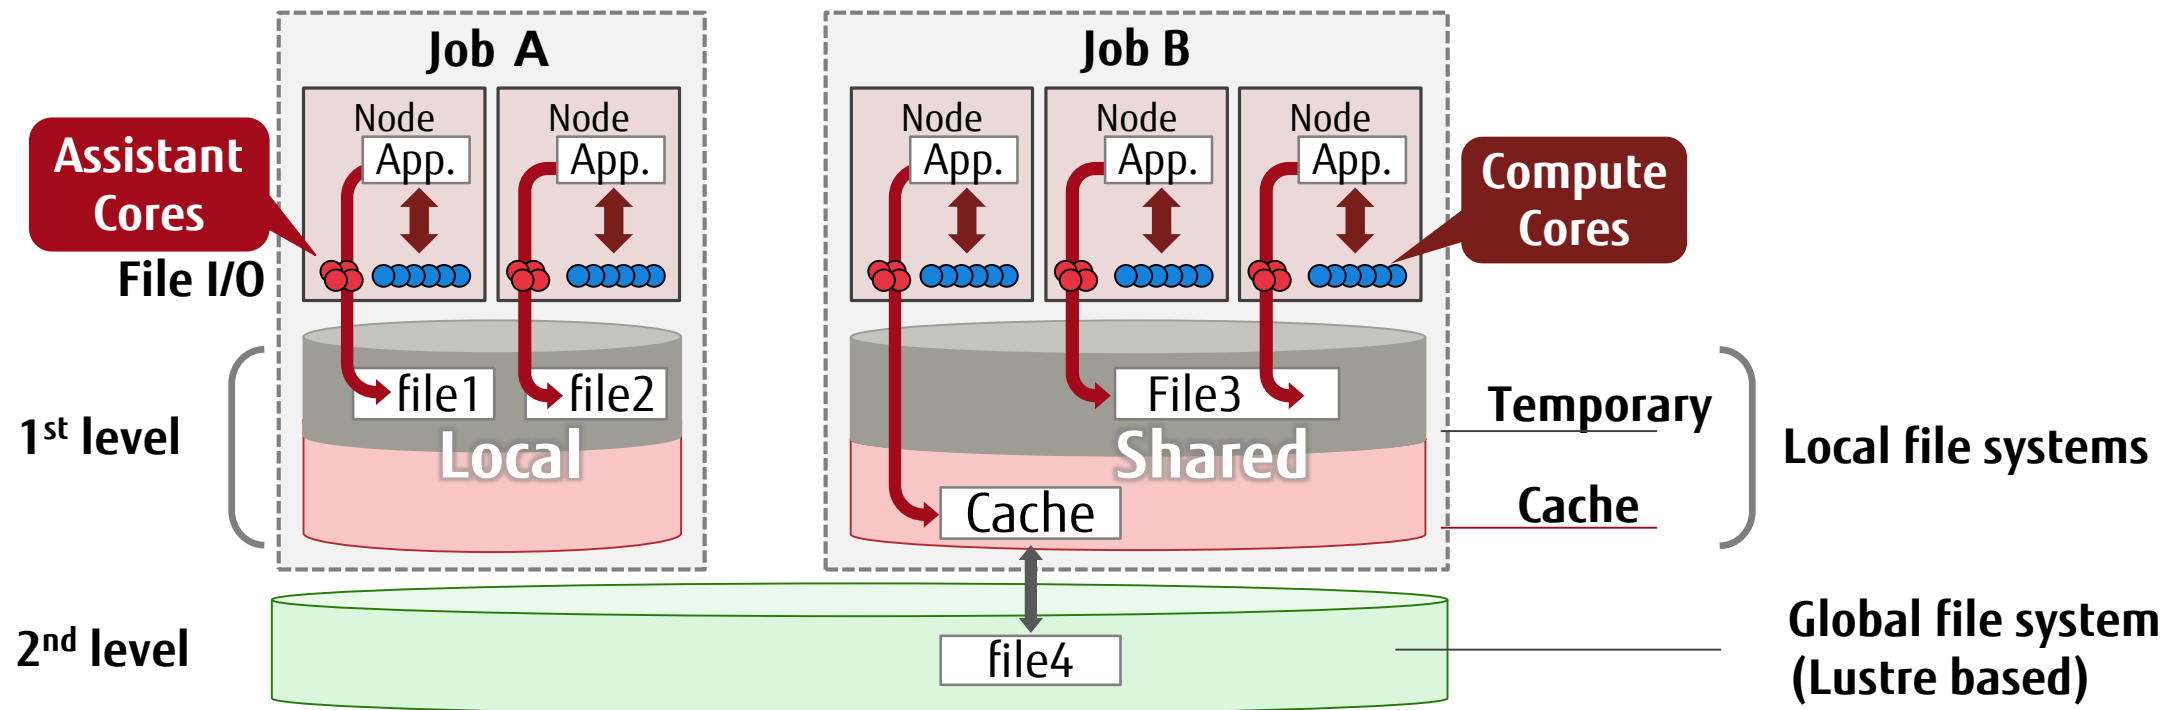 Job A
Job B
Node
Node
Node
Node
Node
App.
App.
App.
App.
App.
Assistant
Cores
Compute
Cores
File I/O
file1
file2
File3
Local
Shared
Temporary
1st level
Local file systems
Cache
Cache
2nd level
file4
Global file system
(Lustre based)